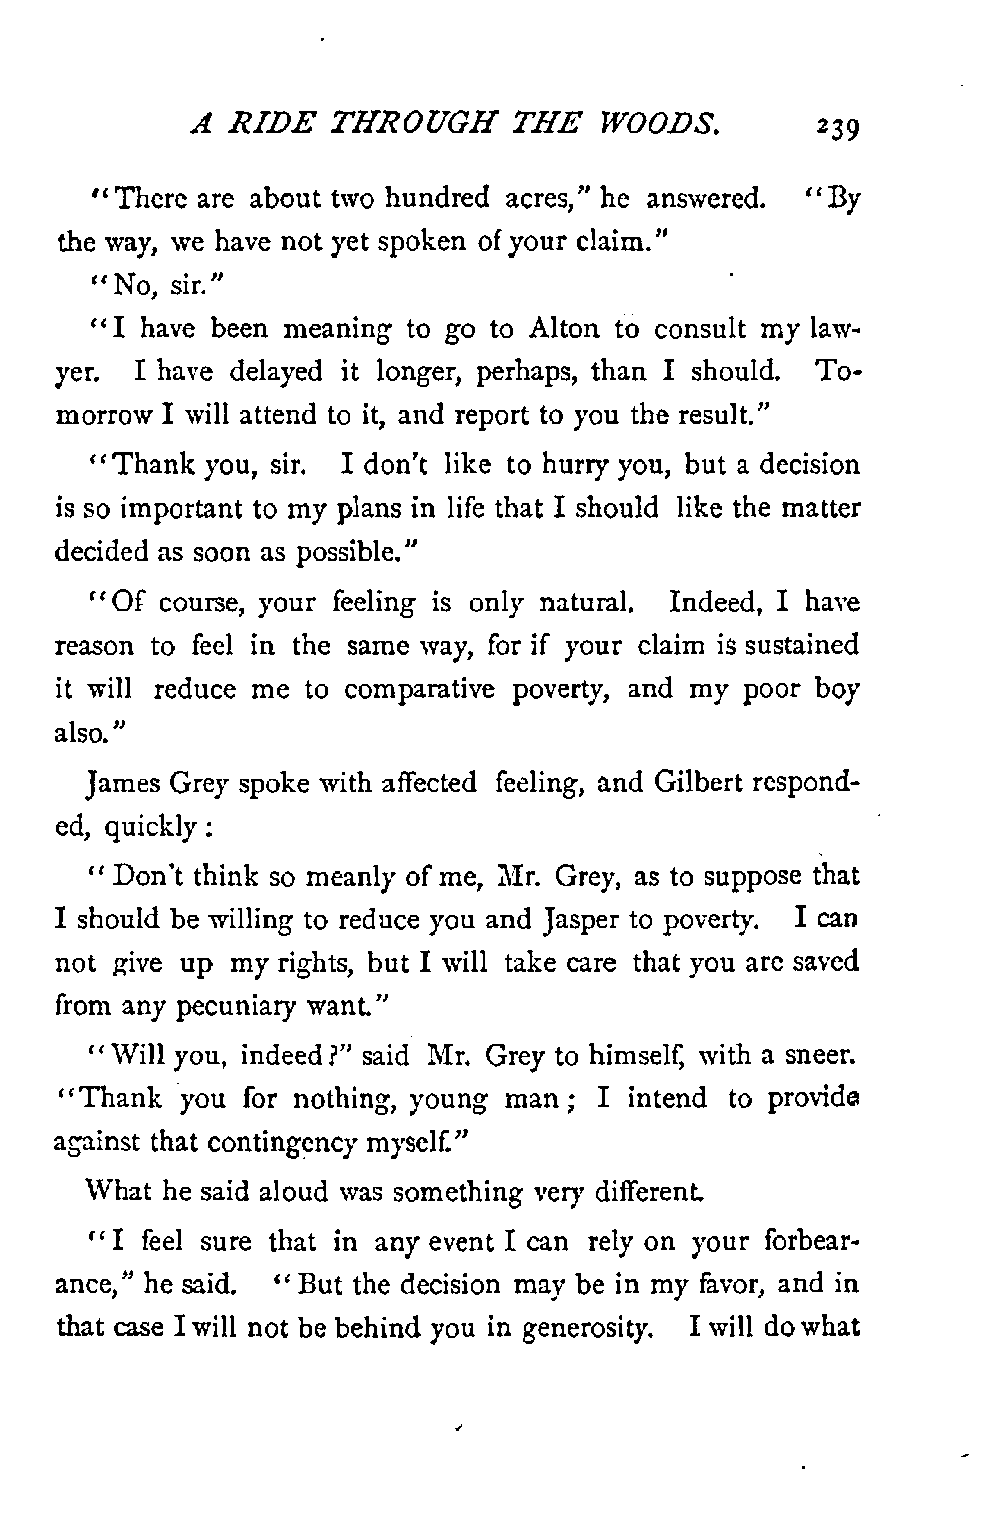 A RIDE THROUGH THE WOODS. 239
"There are about two hundred acres," he answered. "By
the way, we have not yet spoken of your claim."
"No, sir."
"I have been meaning to go to Alton to consult my law-
yer. I have delayed it longer, perhaps, than I should. To-
morrow I will attend to it, and report to you the result."
"Thank you, sir. I don't like to hurry you, but a decision
is so important to my plans in life that I should like the matter
decided as soon as possible."
"Of course, your feeling is only natural. Indeed, I have
reason to feel in the same way, for if your claim is sustained
it will reduce me to comparative poverty, and my poor boy
also."
James Grey spoke with affected feeling, and Gilbert respond-
ed, quickly:
"Don't think so meanly of me, Mr. Grey, as to suppose that
I should be willing to reduce you and Jasper to poverty. I can
not give up my rights, but I will take care that you are saved
from any pecuniary want."
"Will you, indeed?" said Mr. Grey to himself, with a sneer.
"Thank you for nothing, young man; I intend to provide
against that contingency myself."
What he said aloud was something very different.
"I feel sure that in any event I can rely on your forbear-
ance," he said. "But the decision may be in my favor, and in
that case I will not be behind you in generosity. I will do what